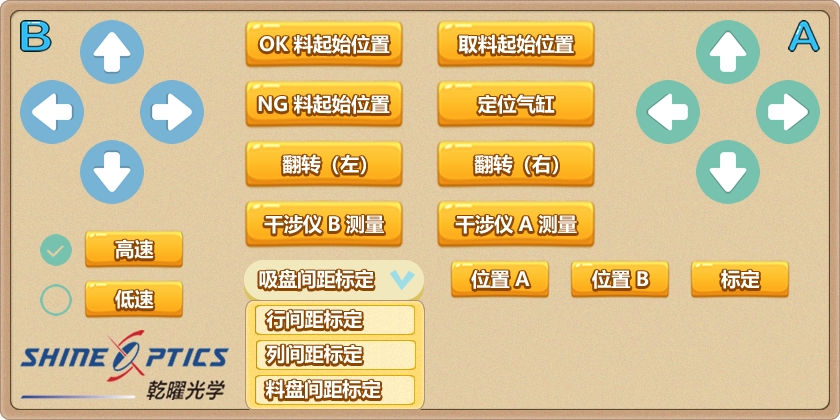 B
A
OK 料起始位置
取料起始位置
NG 料起始位置
定位气缸
翻转（左）
翻转（右）
干涉仪 B 测量
干涉仪 A 测量
高速
低速
吸盘间距标定
位置 A
位置 B
标定
行间距标定
列间距标定
料盘间距标定
SHINE OPTICS
乾曜光学